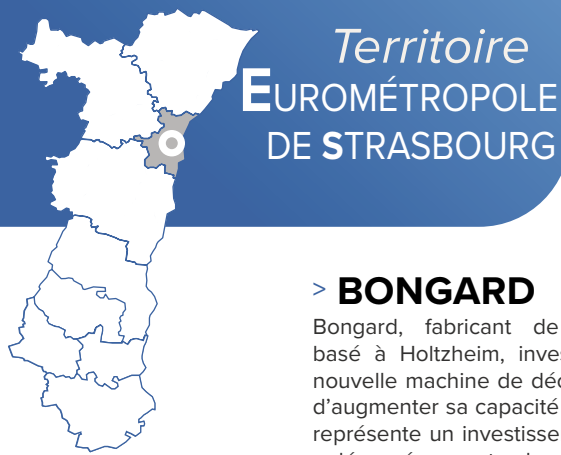 Territoire
EUROMÉTROPOLE
DE STRASBOURG
> BONGARD
Bongard, fabricant de
basé à Holtzheim,
nouvelle machine de
d'augmenter sa capacité
représente un